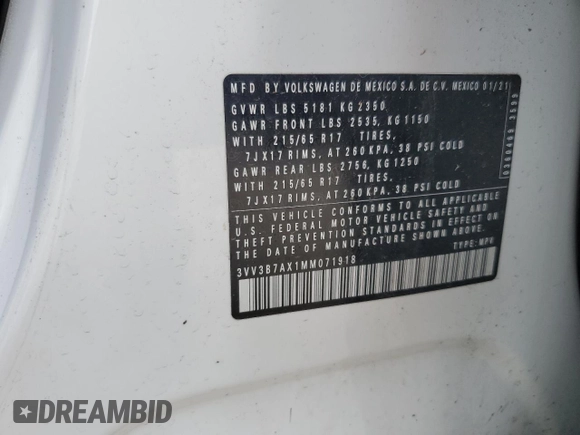 MFD BY VOLKSWAGEN DE MEXICO S.A. DE C.V. MEXICO 01/21
GVWR LBS 5181 KG 2350
GAWR FRONT LBS 2535, KG 1150
WITH 215/65 R17 TIRES,
7JX17 RIMS, AT 260 KPA, 38 PSI COLD
GAWR REAR LBS 2756, KG 1250
WITH 215/65 R17 TIRES,
7JX17 RIMS, AT 260 KPA, 38 PSI COLD
THIS VEHICLE CONFORMS TO ALL APPLICABLE
U.S. FEDERAL MOTOR VEHICLE SAFETY AND
THEFT PREVENTION STANDARDS IN EFFECT ON
THE DATE OF MANUFACTURE SHOWN ABOVE.
3VV3B7AX1MM071918 TYPE: MPV
DREAMBID